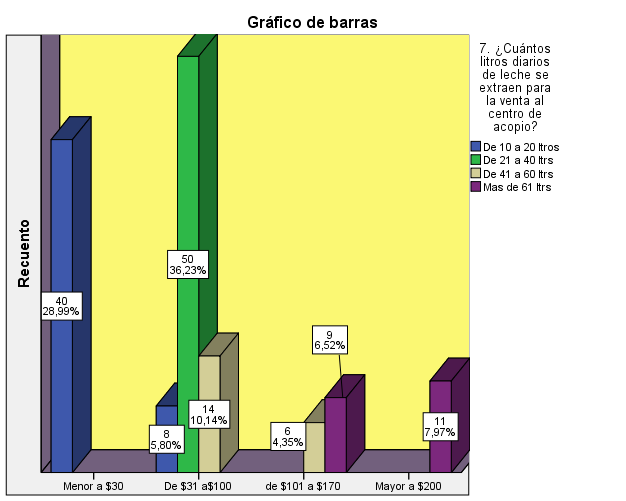 Gráfico de barras
7. ¿Cuántos
litros diarios
de leche se
extraen para
la venta al
centro de
acopio?
De 10 a 20 ltros
De 21 a 40 ltrs
De 41 a 60 ltrs
Mas de 61 ltrs
Recuento
40
28,99%
8
5,80%
50
36,23%
14
10,14%
6
4,35%
9
6,52%
11
7,97%
Menor a $30
De $31 a$100
de $101 a $170
Mayor a $200